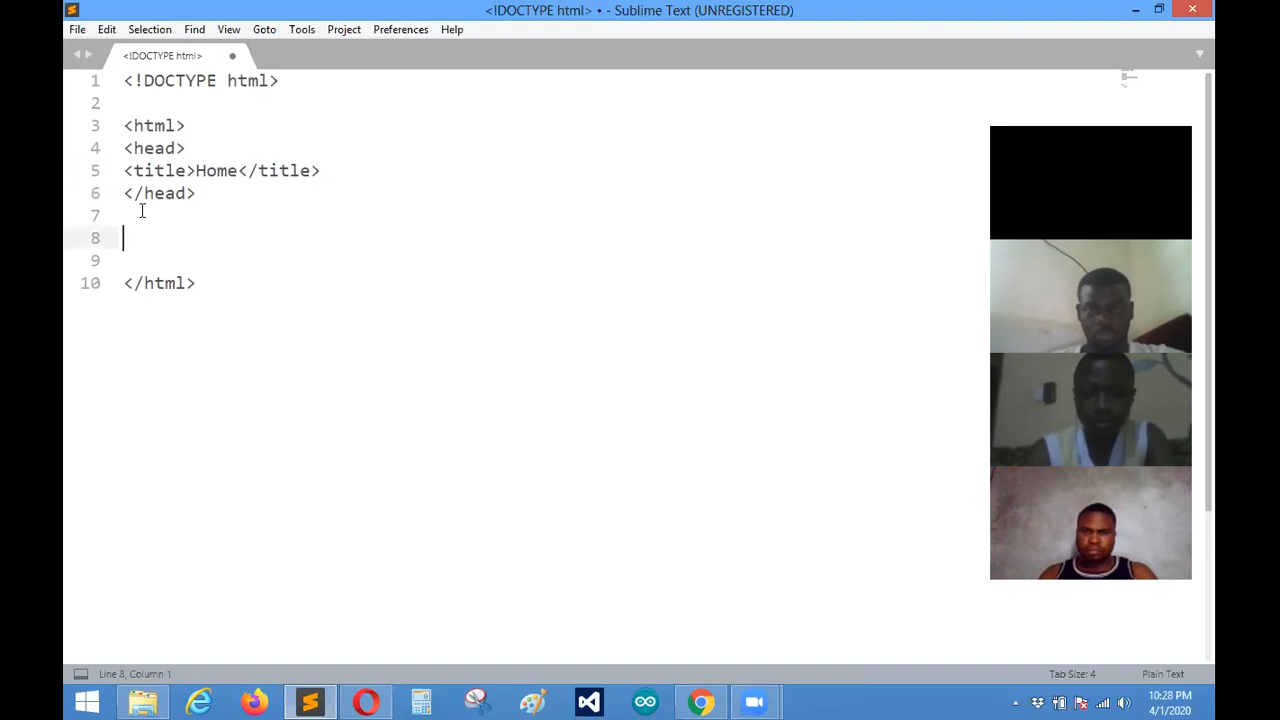 <!DOCTYPE html> • - Sublime Text (UNREGISTERED)
File Edit Selection Find View Goto Tools Project Preferences Help
<!DOCTYPE html>
1 <!DOCTYPE html>
2
3 <html>
4 <head>
5 <title>Home</title>
6 </head>
7
8
9
10 </html>
Line 8, Column 1 Tab Size: 4 Plain Text
10:28 PM
4/1/2020